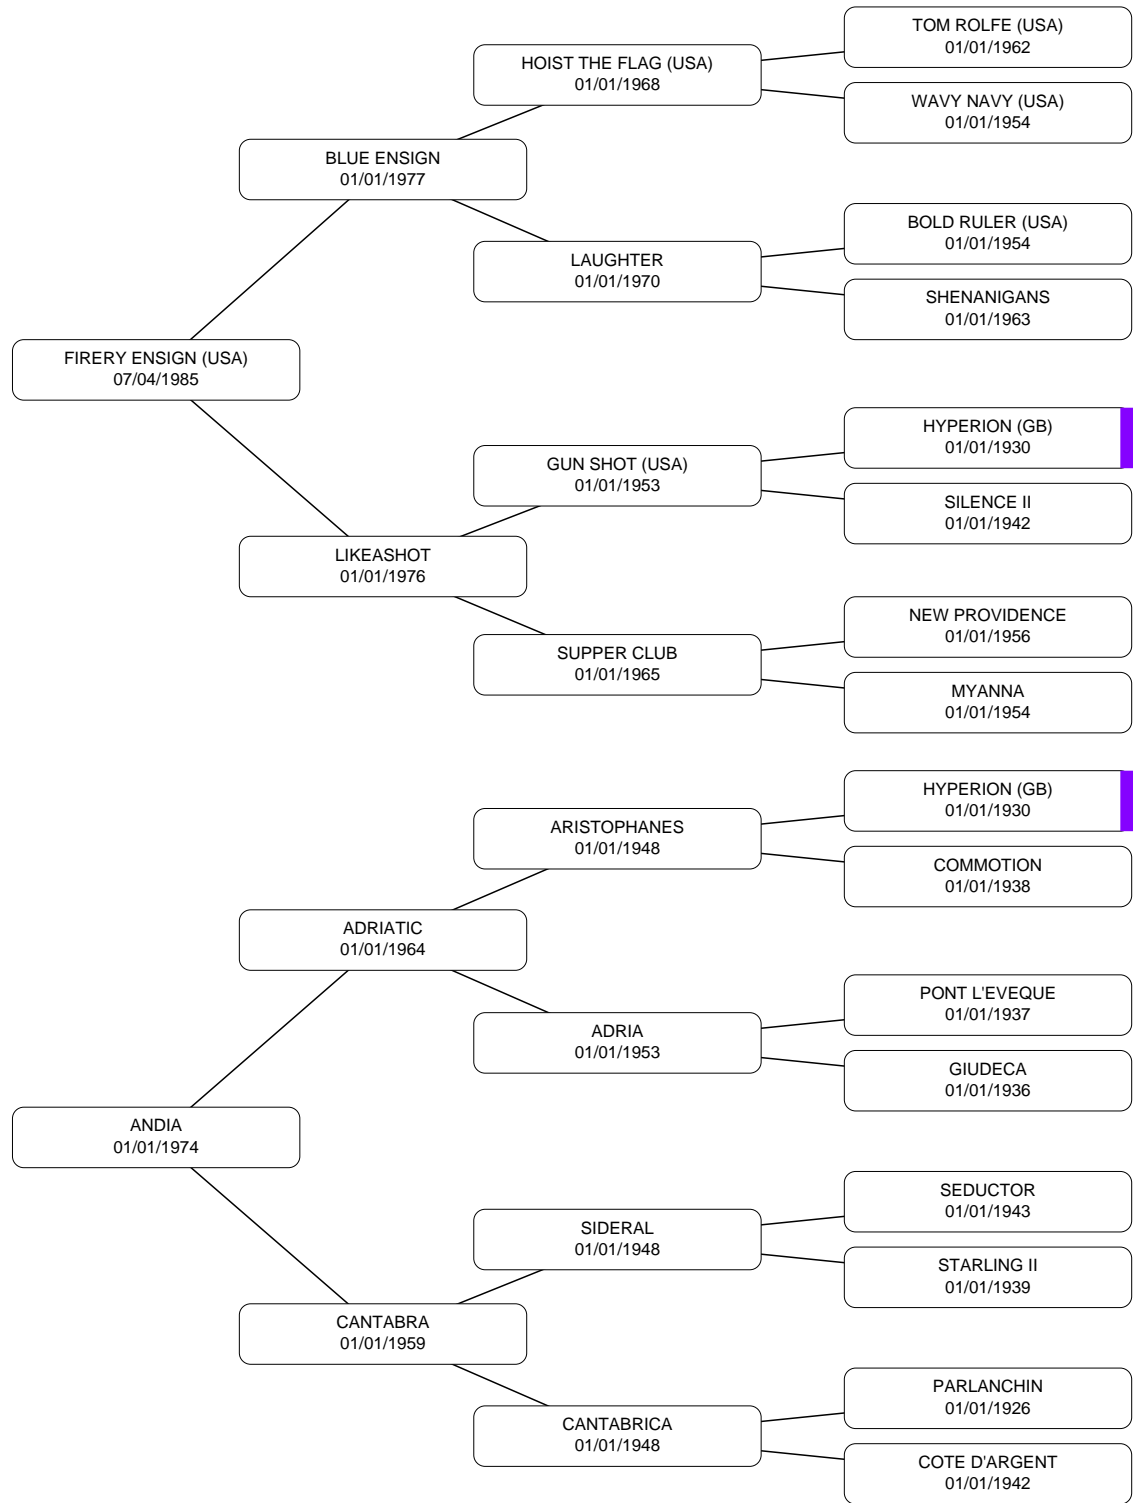 TOM ROLFE (USA)
01/01/1962
HOIST THE FLAG (USA)
01/01/1968
WAVY NAVY (USA)
01/01/1954
BLUE ENSIGN
01/01/1977
BOLD RULER (USA)
01/01/1954
LAUGHTER
01/01/1970
SHENANIGANS
01/01/1963
FIRERY ENSIGN (USA)
07/04/1985
HYPERION (GB)
01/01/1930
GUN SHOT (USA)
01/01/1953
SILENCE II
01/01/1942
LIKEASHOT
01/01/1976
NEW PROVIDENCE
01/01/1956
SUPPER CLUB
01/01/1965
MYANNA
01/01/1954
HYPERION (GB)
01/01/1930
ARISTOPHANES
01/01/1948
COMMOTION
01/01/1938
ADRIATIC
01/01/1964
PONT L'EVEQUE
01/01/1937
ADRIA
01/01/1953
GIUDECA
01/01/1936
ANDIA
01/01/1974
SEDUCTOR
01/01/1943
SIDERAL
01/01/1948
STARLING II
01/01/1939
CANTABRA
01/01/1959
PARLANCHIN
01/01/1926
CANTABRICA
01/01/1948
COTE D'ARGENT
01/01/1942